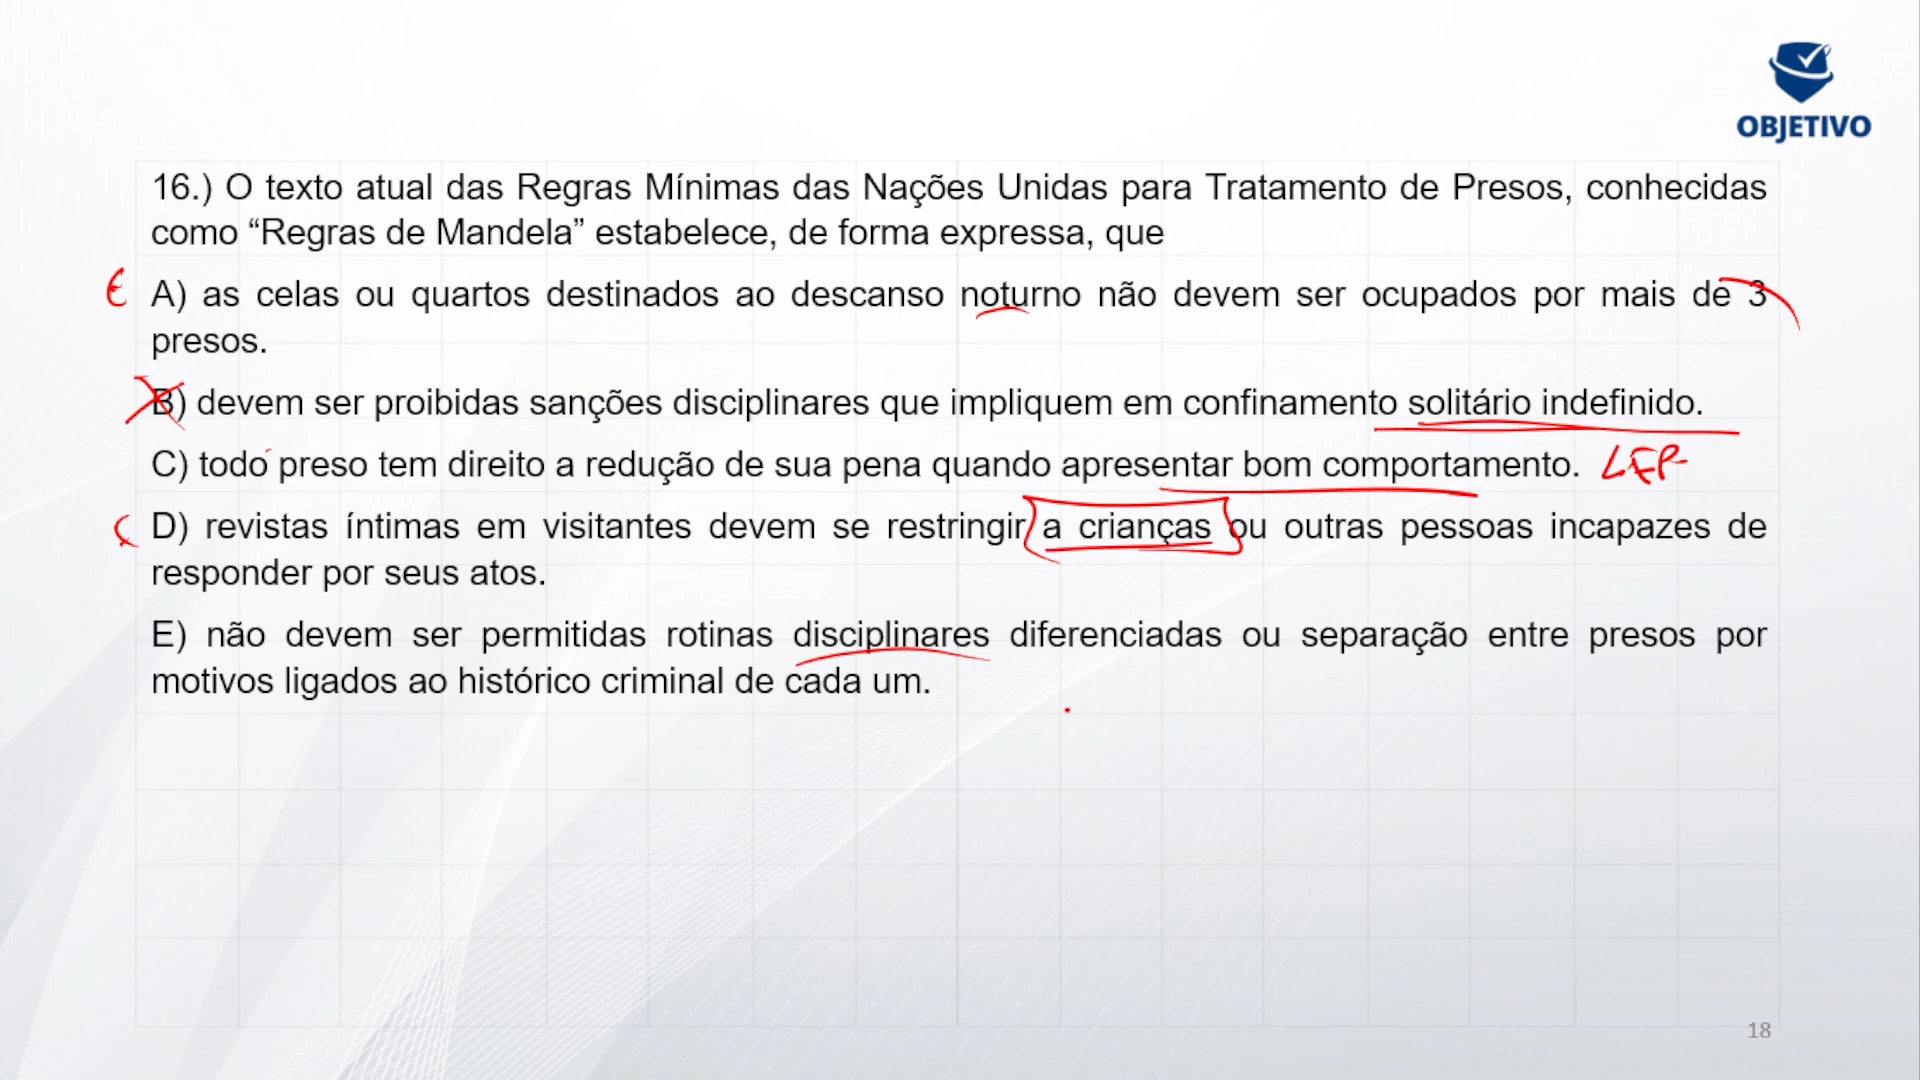 OBJETIVO
16.) O texto atual das Regras Mínimas das Nações Unidas para Tratamento de Presos, conhecidas
como “Regras de Mandela” estabelece, de forma expressa, que
A) as celas ou quartos destinados ao descanso noturno não devem ser ocupados por mais de 3
presos.
B) devem ser proibidas sanções disciplinares que impliquem em confinamento solitário indefinido.
C) todo preso tem direito a redução de sua pena quando apresentar bom comportamento. LEP
D) revistas íntimas em visitantes devem se restringir a crianças ou outras pessoas incapazes de
responder por seus atos.
E) não devem ser permitidas rotinas disciplinares diferenciadas ou separação entre presos por
motivos ligados ao histórico criminal de cada um.
18